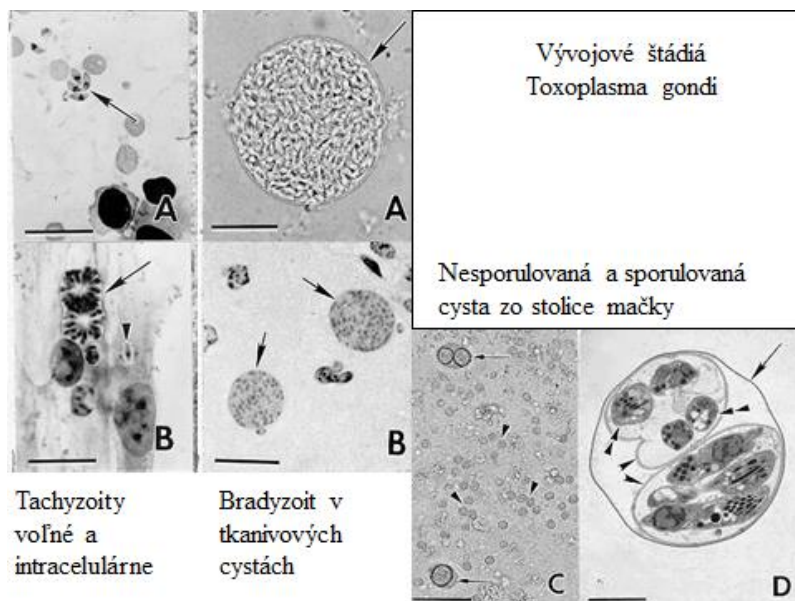 Vývojové štádiá
Toxoplasma gondi
Nesporulovaná a sporulovaná
cysta zo stolice mačky
A
A
B
B
C
D
Tachyzoity
voľné a
intracelulárne
Bradyzoit v
tkanivových
cystách